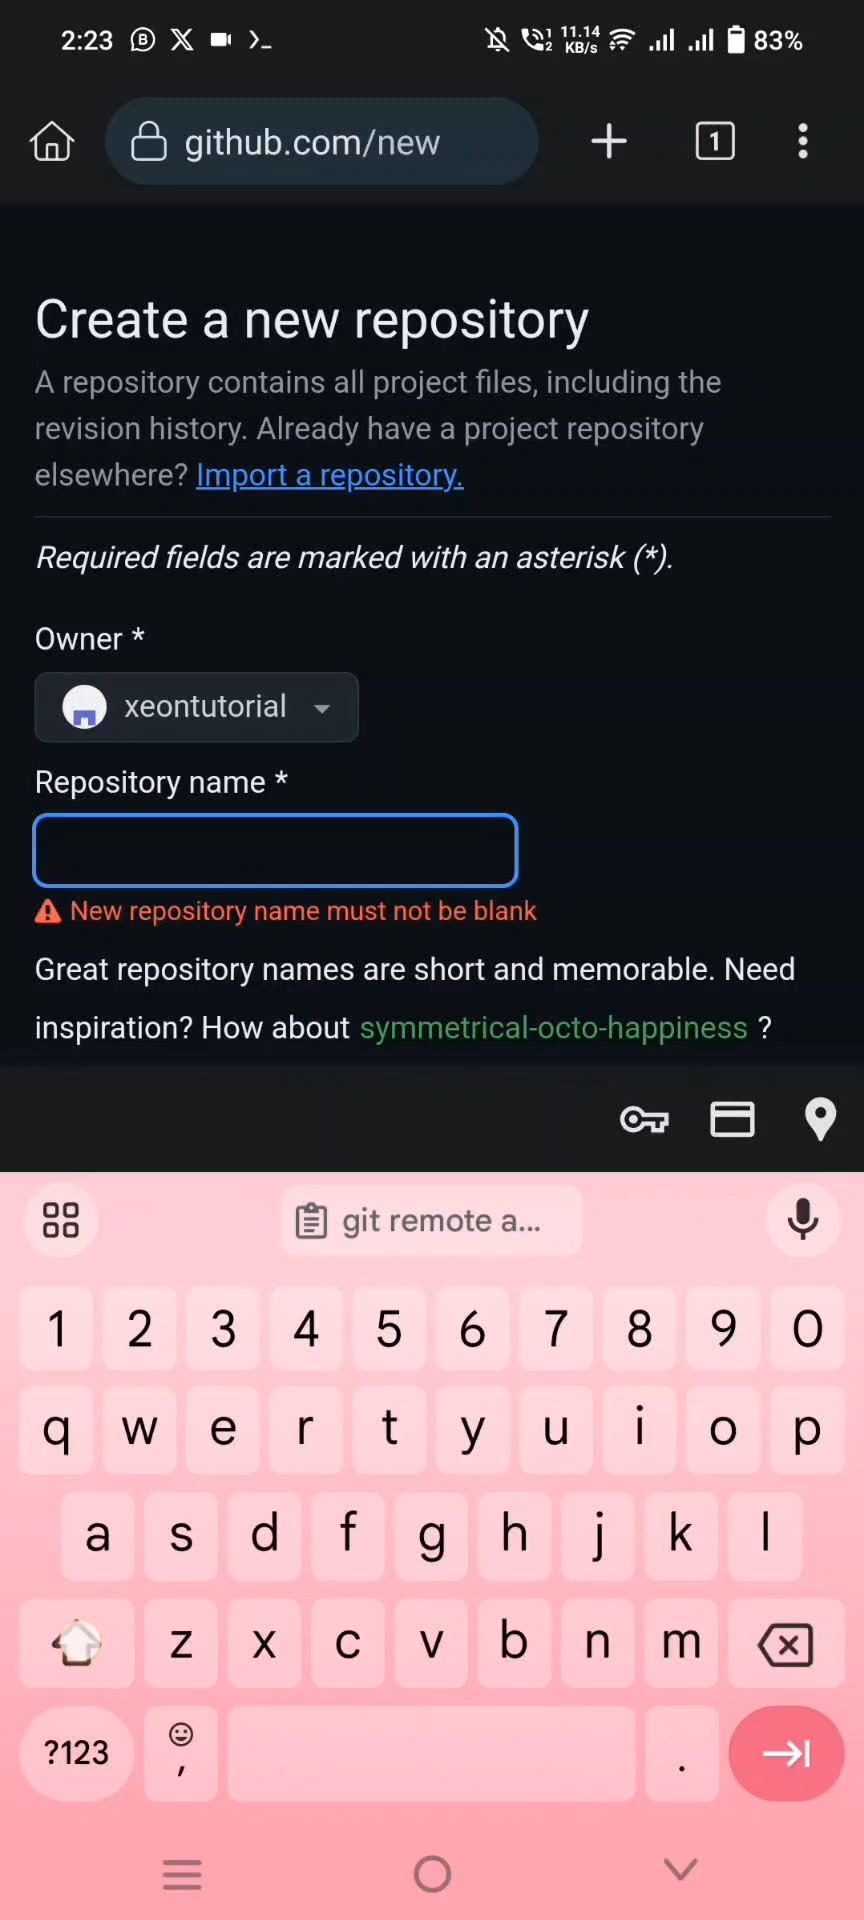 2:23 11.14 KB/s 83%
github.com/new 1
Create a new repository
A repository contains all project files, including the
revision history. Already have a project repository
elsewhere? Import a repository.
Required fields are marked with an asterisk (*).
Owner *
xeontutorial
Repository name *
New repository name must not be blank
Great repository names are short and memorable. Need
inspiration? How about symmetrical-octo-happiness ?
git remote a...
1 2 3 4 5 6 7 8 9 0
q w e r t y u i o p
a s d f g h j k l
z x c v b n m
?123 , .